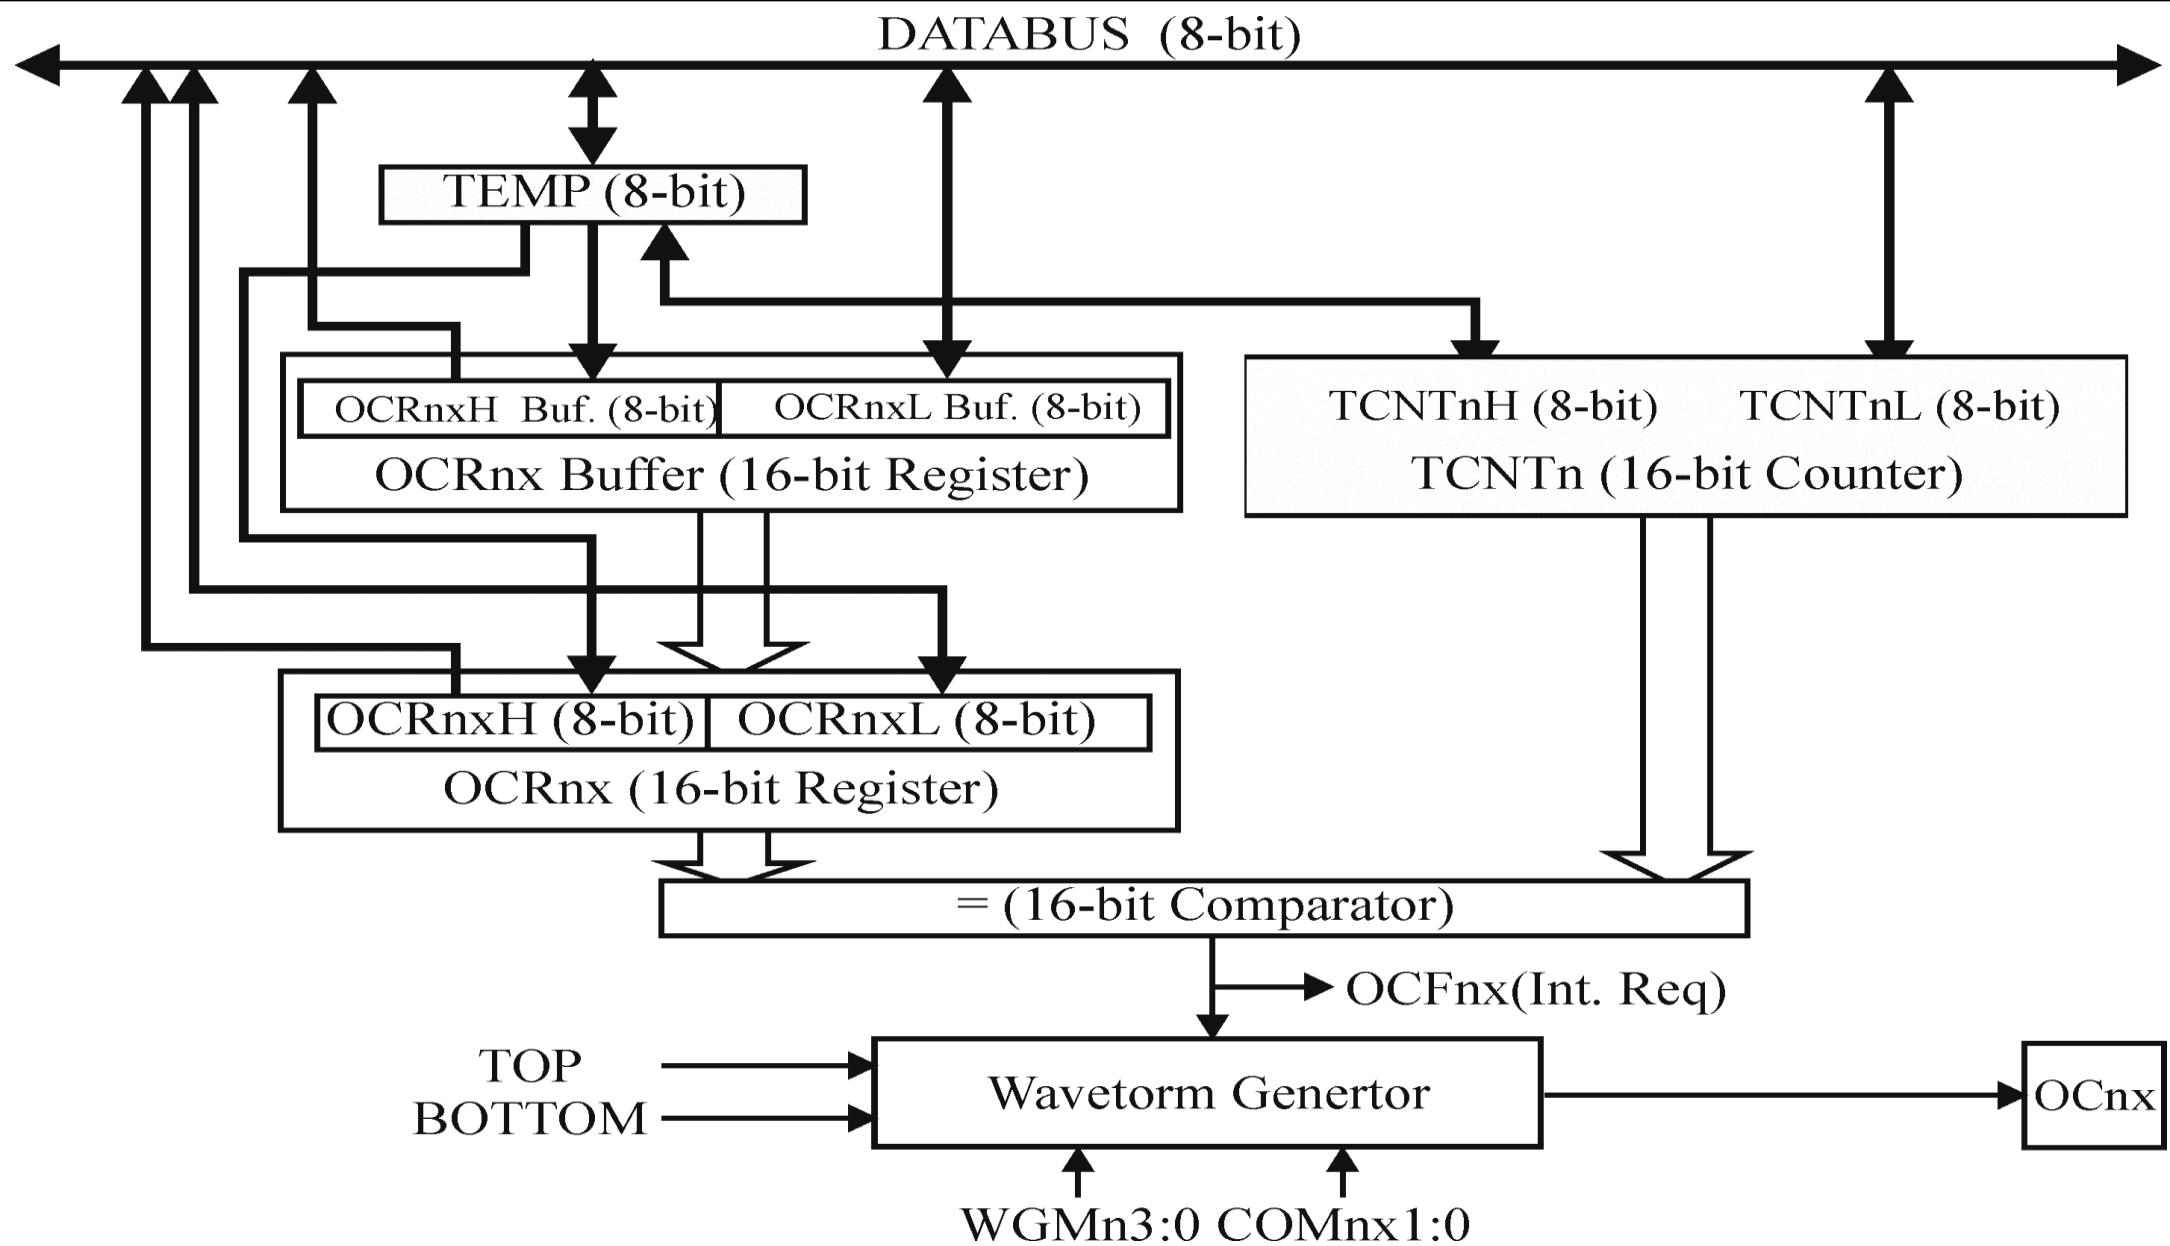 DATABUS (8-bit)
TEMP (8-bit)
OCRnxH Buf. (8-bit) OCRnxL Buf. (8-bit)
OCRnx Buffer (16-bit Register)
TCNTnH (8-bit) TCNTnL (8-bit)
TCNTn (16-bit Counter)
OCRnxH (8-bit) OCRnxL (8-bit)
OCRnx (16-bit Register)
= (16-bit Comparator)
OCFnx(Int. Req)
TOP
BOTTOM
Wavetorm Genertor
OCnx
WGMn3:0 COMnx1:0